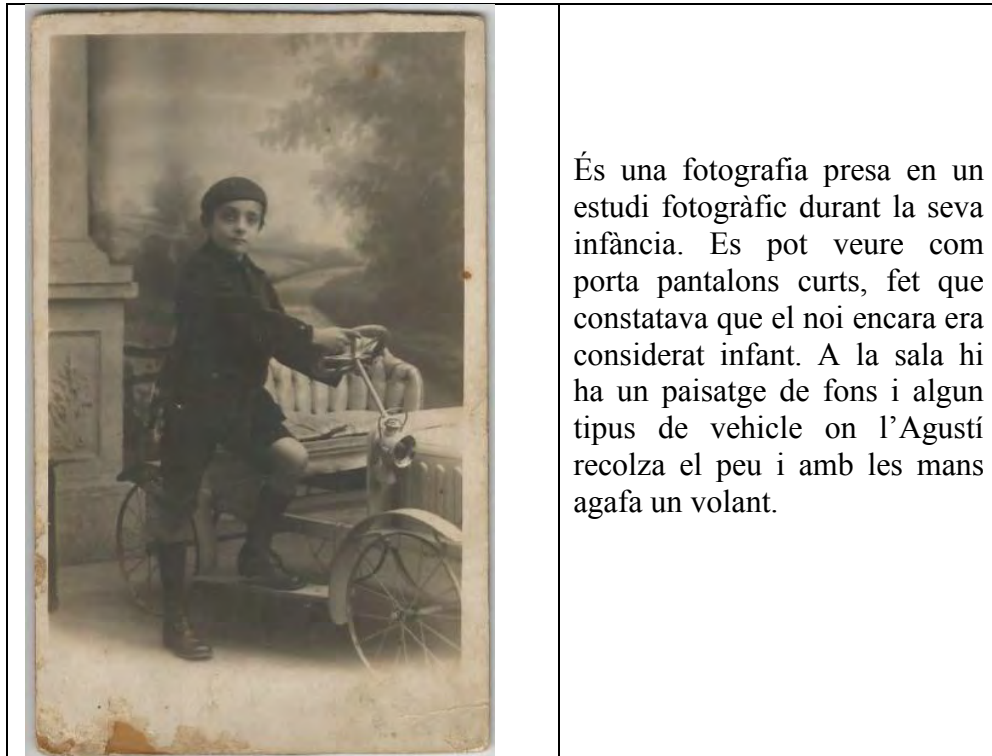 És una fotografia presa en un
estudi fotogràfic durant la seva
infància. Es pot veure com
porta pantalons curts, fet que
constatava que el noi encara era
considerat infant. A la sala hi
ha un paisatge de fons i algun
tipus de vehicle on l’Agustí
recolza el peu i amb les mans
agafa un volant.